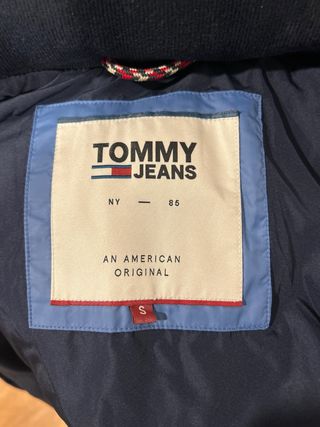 TOMMY
JEANS
NY — 85
AN AMERICAN
ORIGINAL
S